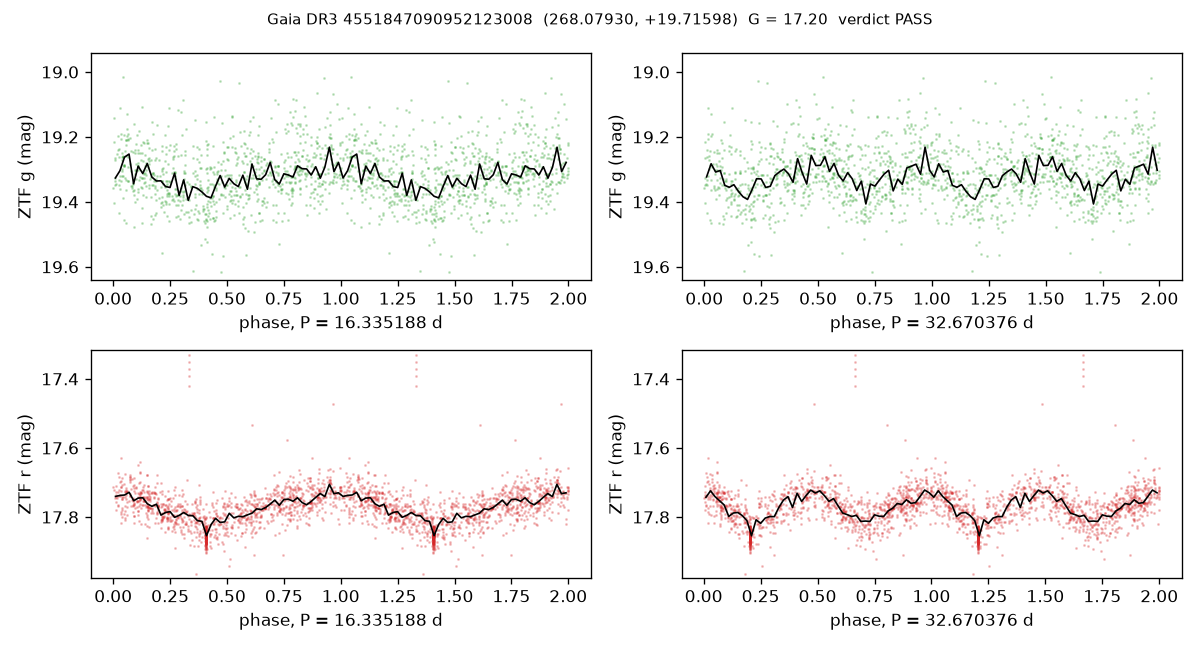 Gaia DR3 4551847090952123008 (268.07930, +19.71598) G = 17.20 verdict PASS
ZTF g (mag)
19.0
19.2
19.4
19.6
0.00 0.25 0.50 0.75 1.00 1.25 1.50 1.75 2.00
phase, P = 16.335188 d
ZTF g (mag)
19.0
19.2
19.4
19.6
0.00 0.25 0.50 0.75 1.00 1.25 1.50 1.75 2.00
phase, P = 32.670376 d
ZTF r (mag)
17.4
17.6
17.8
0.00 0.25 0.50 0.75 1.00 1.25 1.50 1.75 2.00
phase, P = 16.335188 d
ZTF r (mag)
17.4
17.6
17.8
0.00 0.25 0.50 0.75 1.00 1.25 1.50 1.75 2.00
phase, P = 32.670376 d